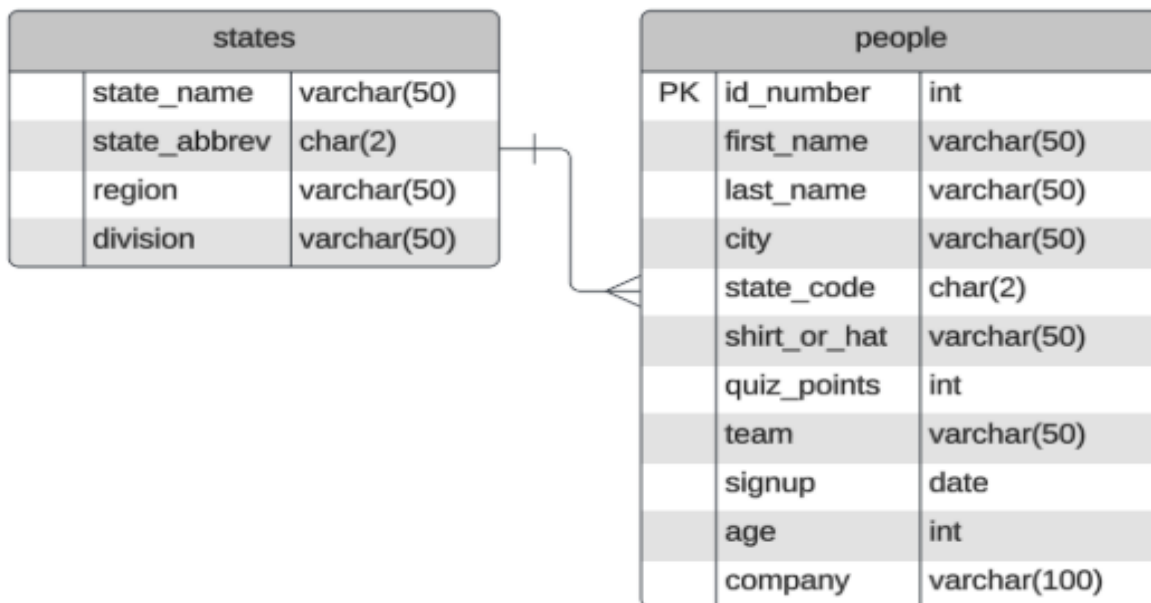 states
state_name varchar(50)
state_abbrev char(2)
region varchar(50)
division varchar(50)
people
PK id_number int
first_name varchar(50)
last_name varchar(50)
city varchar(50)
state_code char(2)
shirt_or_hat varchar(50)
quiz_points int
team varchar(50)
signup date
age int
company varchar(100)